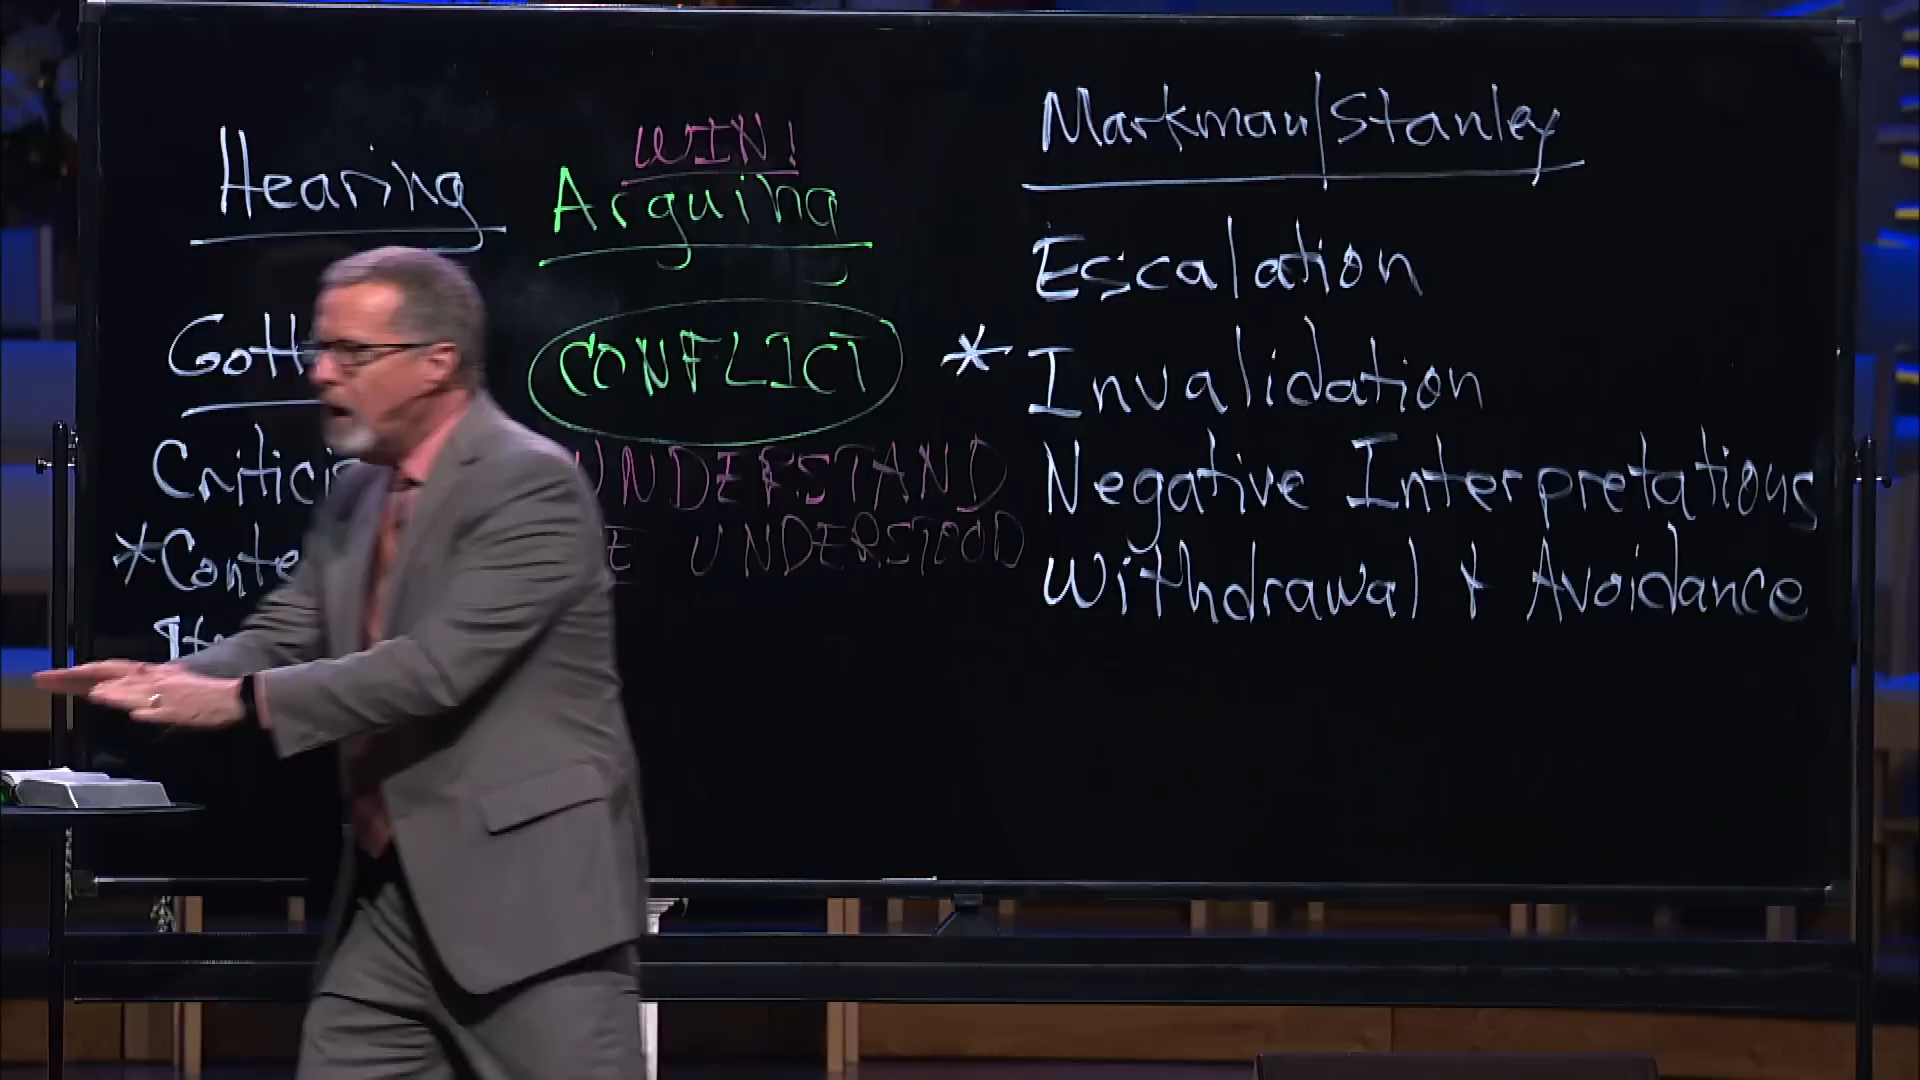 Hearing
Gott
Critici
*Conte
WIN!
Arguing
CONFLICT
UNDERSTAND
E UNDERSTOOD
Markman/Stanley
Escalation
* Invalidation
Negative Interpretations
Withdrawal + Avoidance